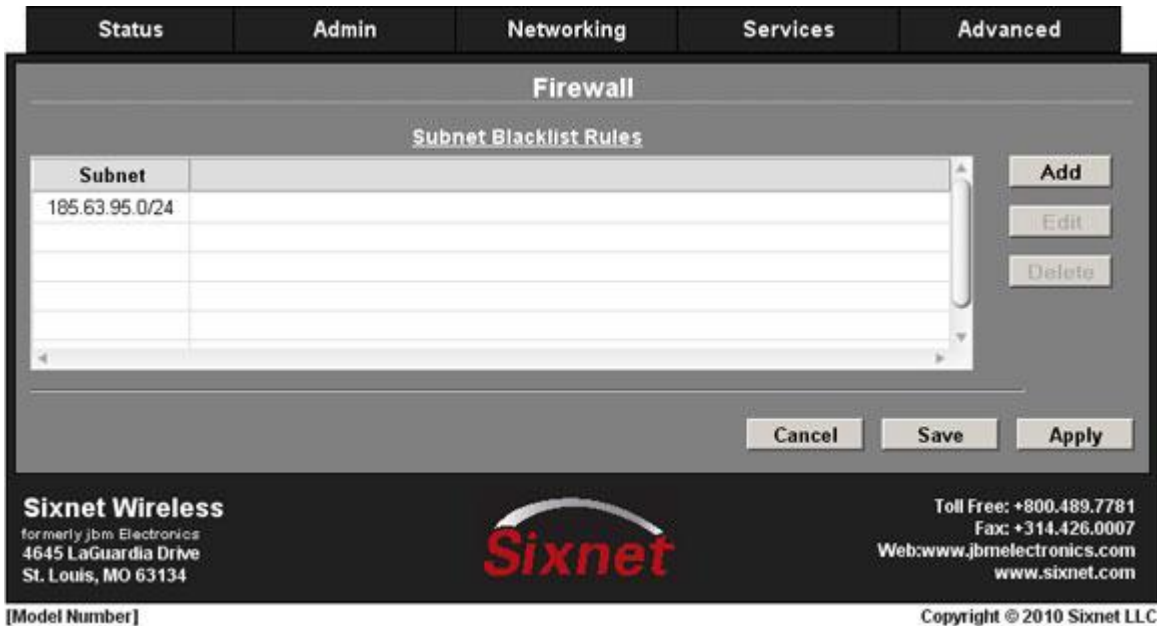 Status Admin Networking Services Advanced
Firewall
Subnet Blacklist Rules
Subnet
Add
185.63.95.0/24
Edit
Delete
Cancel Save Apply
Sixnet Wireless
formerly jbm Electronics
4645 LaGuardia Drive
St. Louis, MO 63134
Sixnet
Toll Free: +800.489.7781
Fax: +314.426.0007
Web:www.jbmelectronics.com
www.sixnet.com
[Model Number]
Copyright © 2010 Sixnet LLC